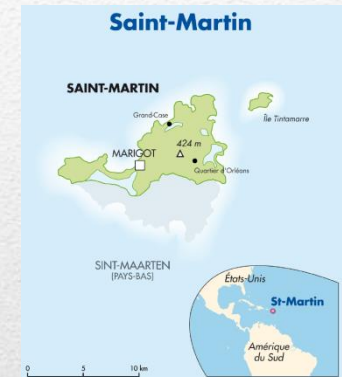 Saint-Martin
SAINT-MARTIN
Grand-Case
Île Tintamarre
424 m
MARIGOT
Quartier d'Orléans
SINT-MAARTEN
(PAYS-BAS)
États-Unis
St-Martin
Amérique
du Sud
0 5 10 km